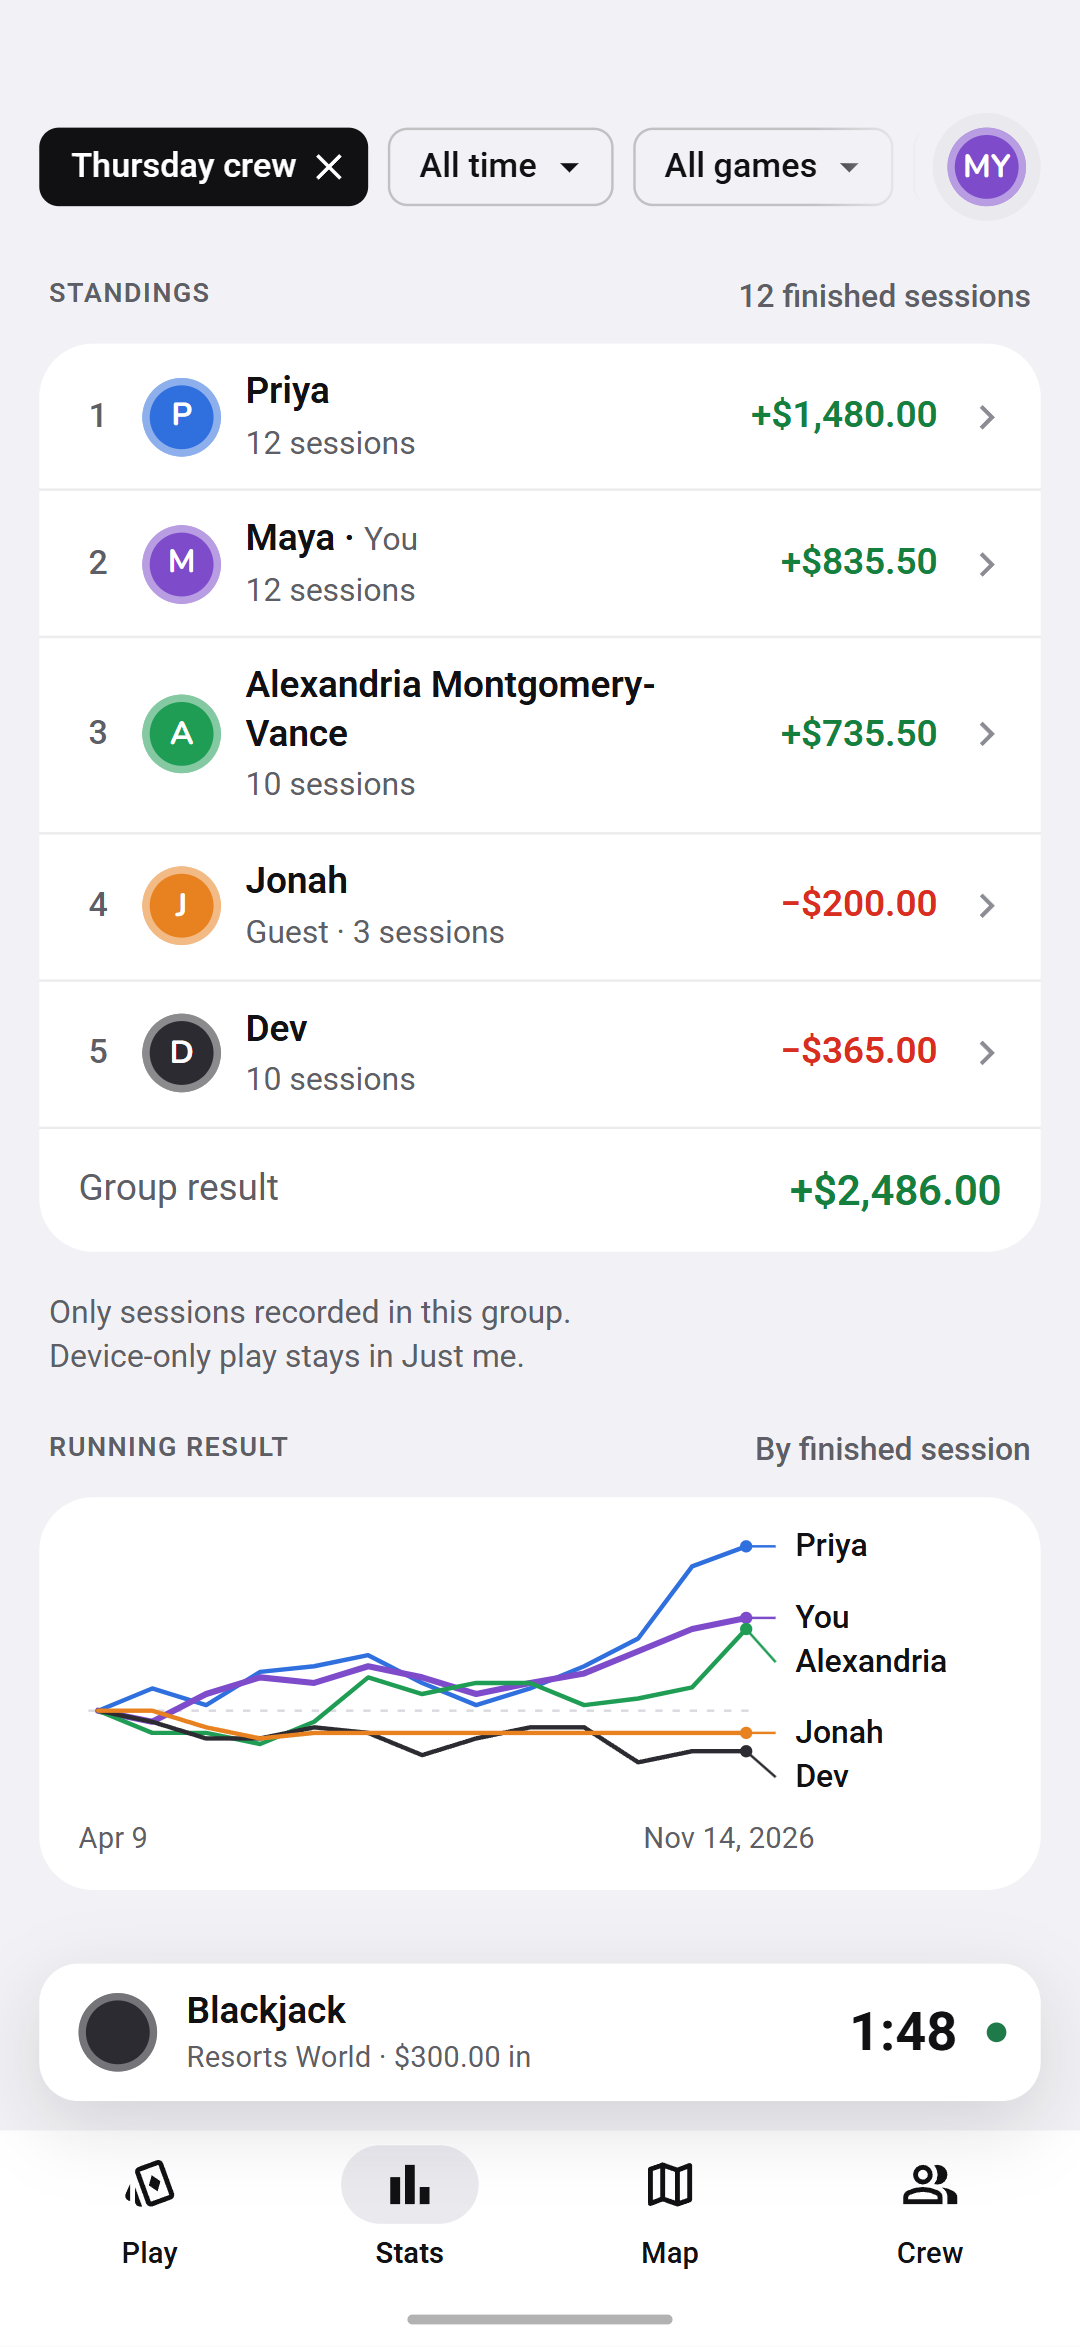 Thursday crew
All time
All games
MY
STANDINGS
12 finished sessions
1
P
Priya
12 sessions
+$1,480.00
2
M
Maya · You
12 sessions
+$835.50
3
A
Alexandria Montgomery-
Vance
10 sessions
+$735.50
4
J
Jonah
Guest · 3 sessions
−$200.00
5
D
Dev
10 sessions
−$365.00
Group result
+$2,486.00
Only sessions recorded in this group.
Device-only play stays in Just me.
RUNNING RESULT
By finished session
Priya
You
Alexandria
Jonah
Dev
Apr 9
Nov 14, 2026
Blackjack
Resorts World · $300.00 in
1:48
Play
Stats
Map
Crew